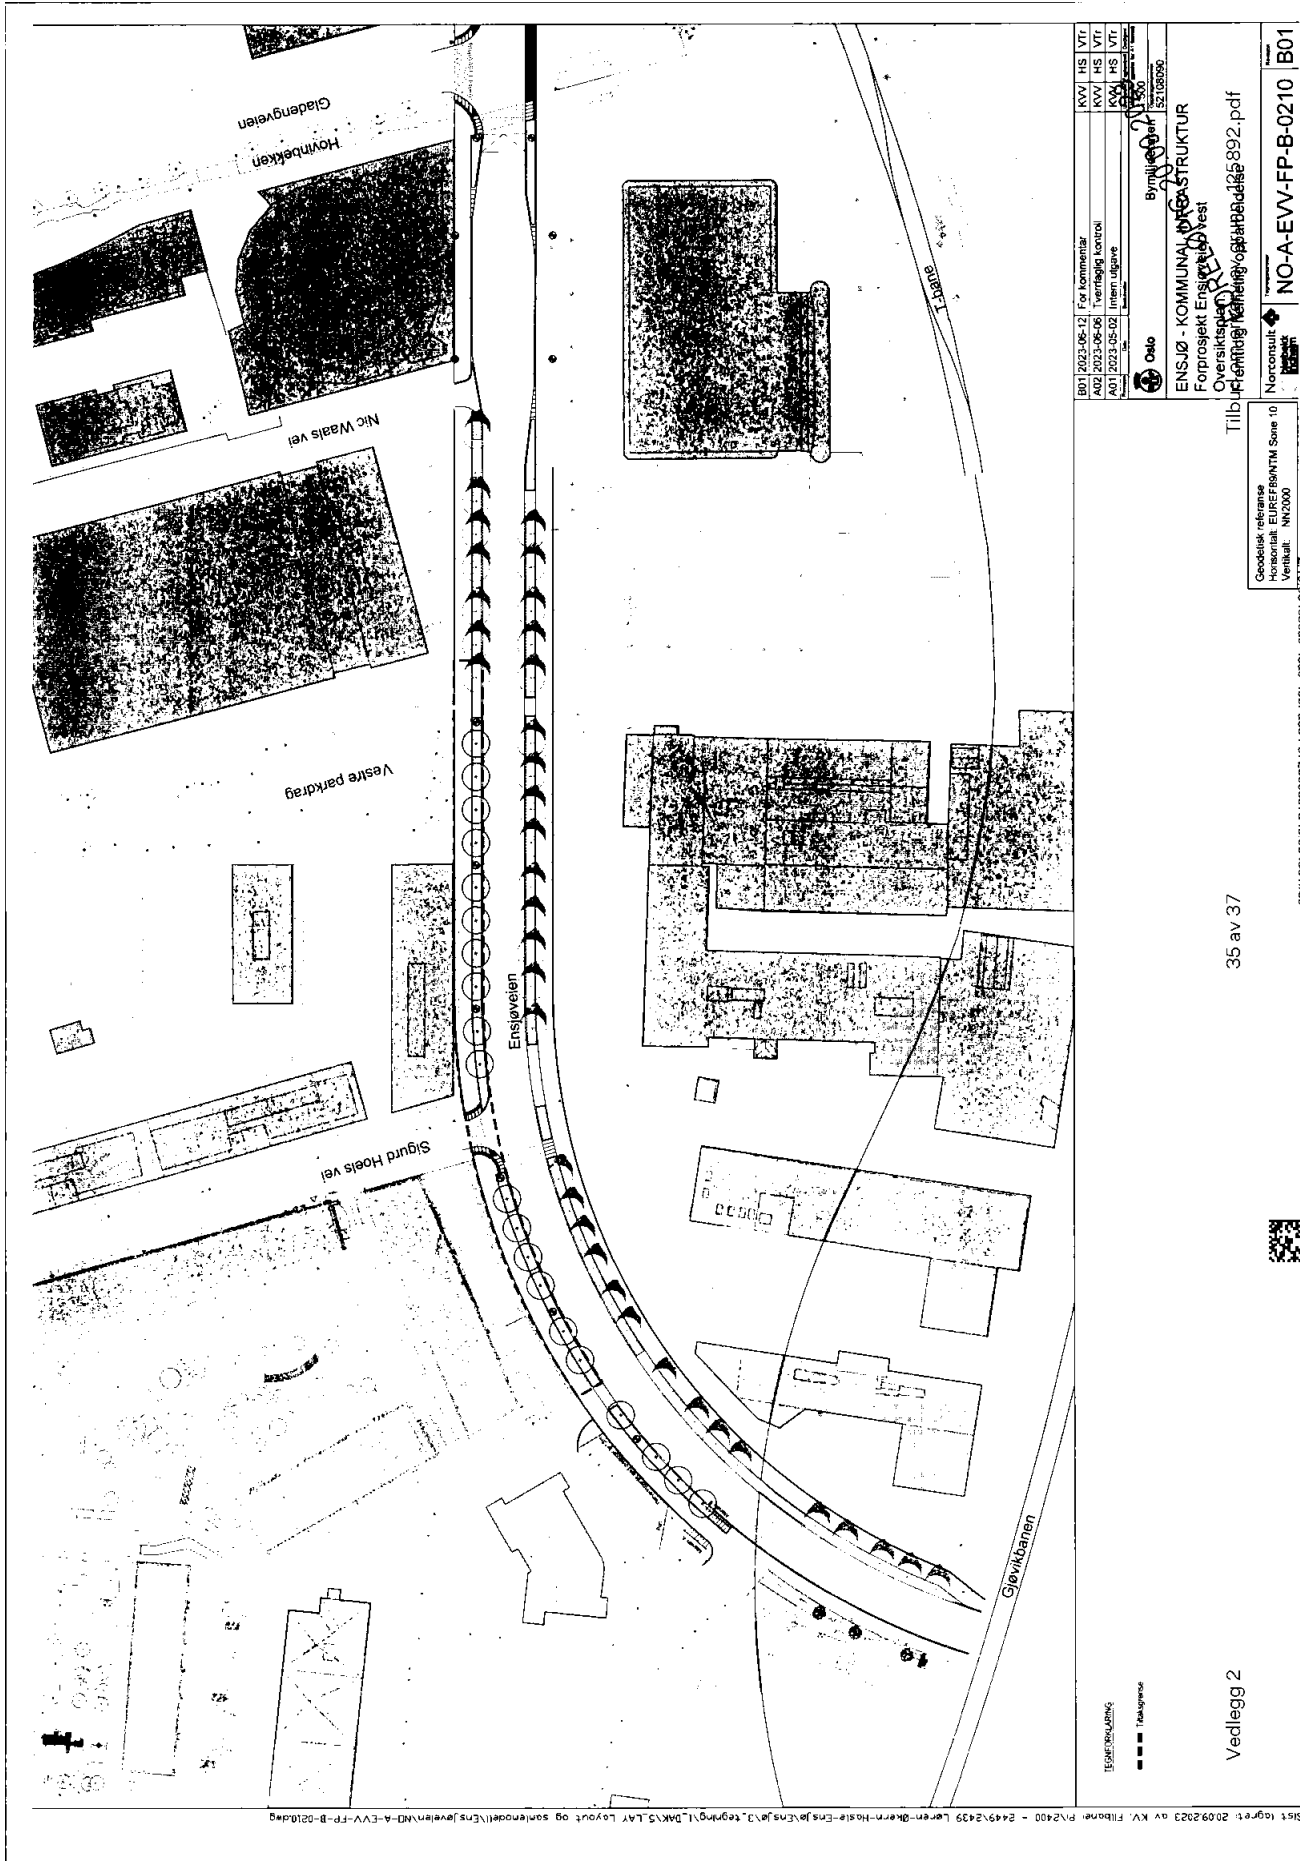 Gladengveien
Hovinbekken
Nic Waals vei
Vestre parkdrag
Ensjøveien
Sigurd Hoels vei
T-bane
Gjøvikbanen
B01 2023-06-12 For kommentar KVV HS VTr
A02 2023-06-06 Tverrfaglig kontroll KVV HS VTr
A01 2023-05-02 Intern utgave KVV HS VTr
Oslo
52108090
ENSJØ - KOMMUNAL INFRASTRUKTUR
Forprosjekt Ensjøveien vest
Oversiktsplan
Norconsult
NO-A-EVV-FP-B-0210 B01
Geodetisk referanse
Horisontalt: EUREF89/NTM Sone 10
Vertikalt: NN2000
TEGNFORKLARING
Tiltaksgrense
Vedlegg 2
35 av 37